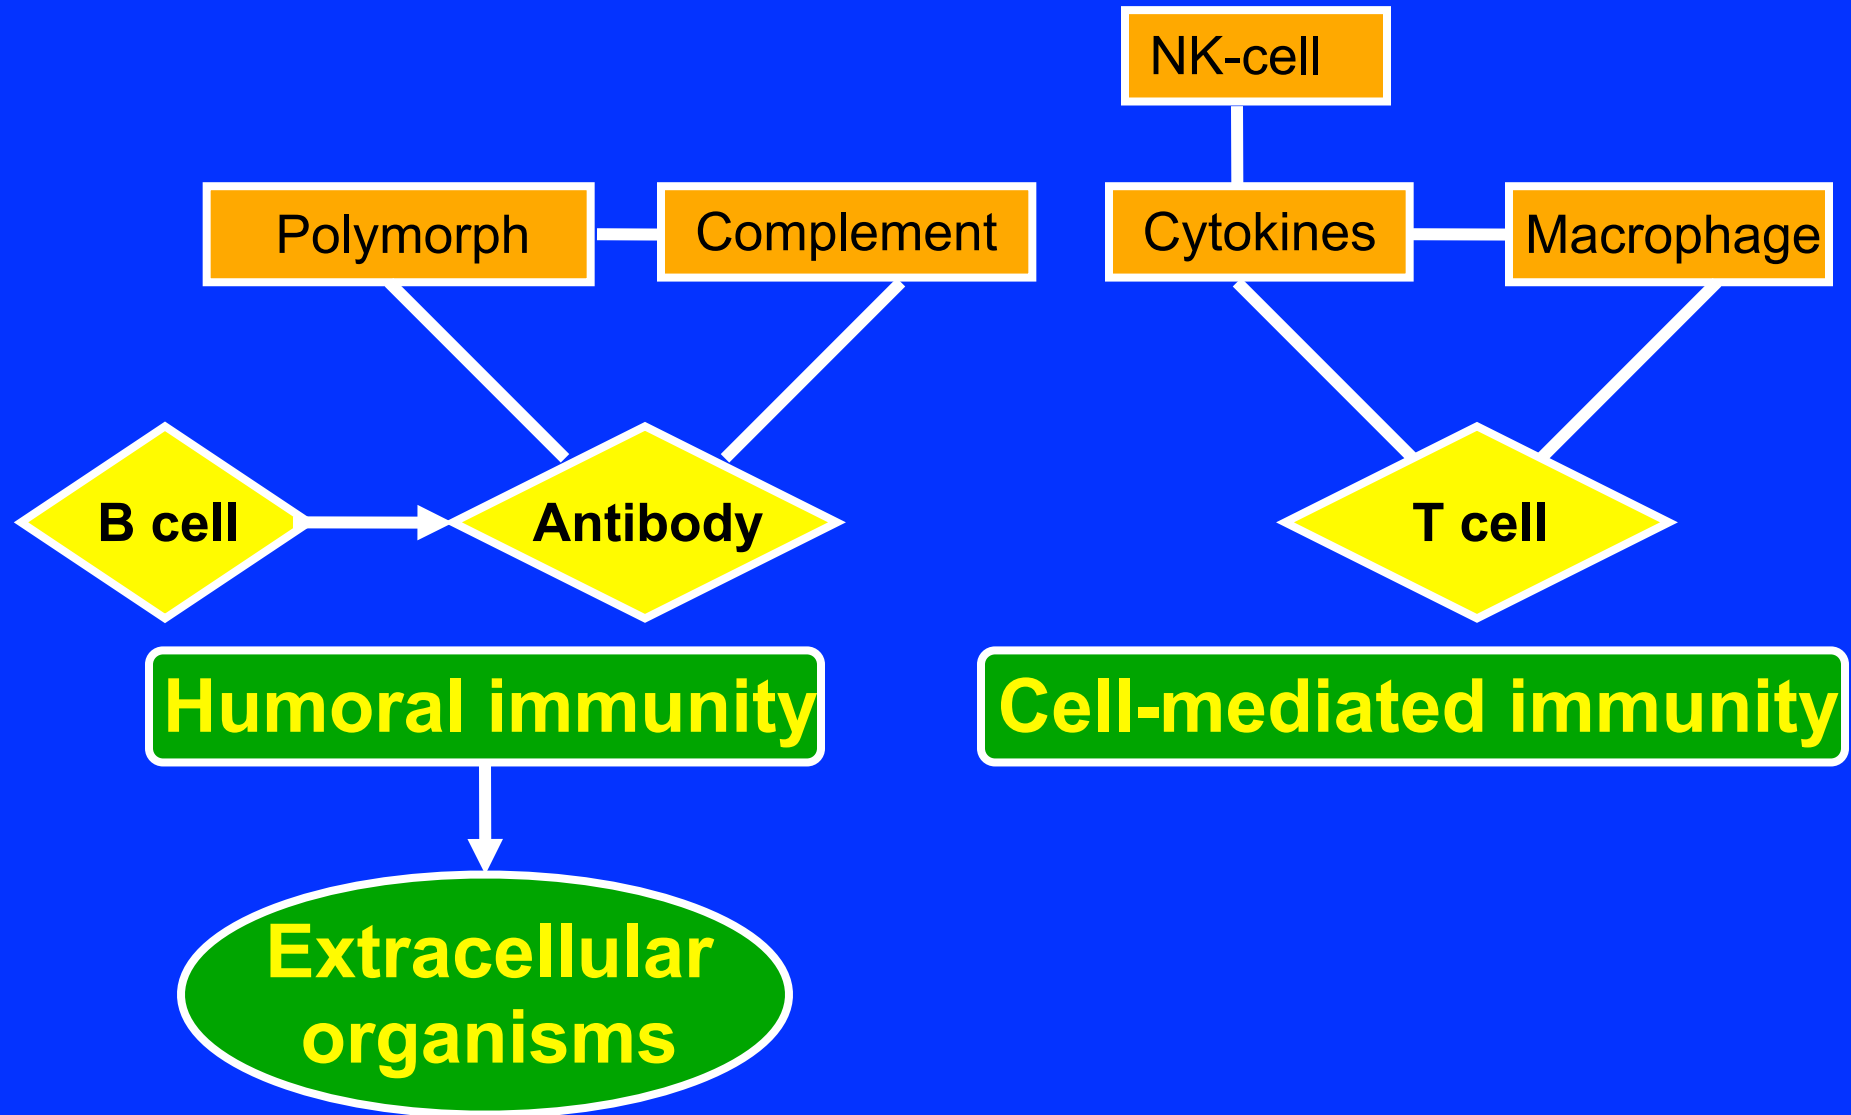 NK-cell
Polymorph
Complement
Cytokines
Macrophage
B cell
Antibody
T cell
Humoral immunity
Cell-mediated immunity
Extracellular
organisms